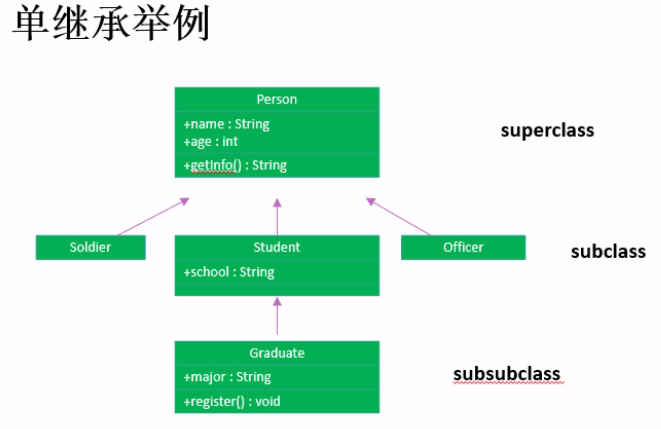 单继承举例
Person
+name : String
+age : int
+getInfo() : String
superclass
Soldier
Student
+school : String
Officer
subclass
Graduate
+major : String
+register() : void
subsubclass